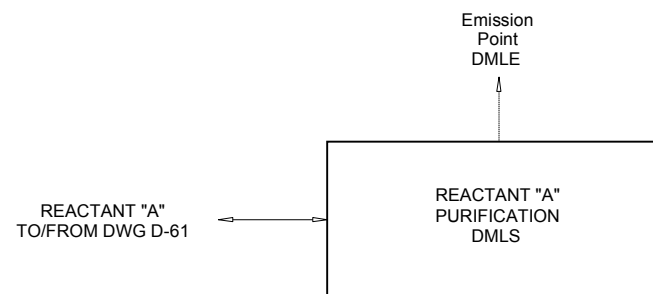 Emission
Point
DMLE
REACTANT "A"
PURIFICATION
DMLS
REACTANT "A"
TO/FROM DWG D-61